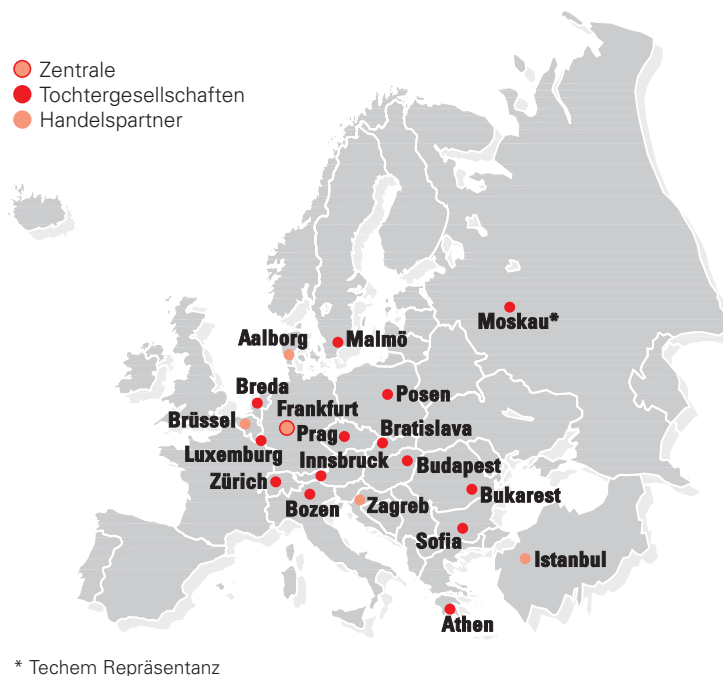 Zentrale
Tochtergesellschaften
Handelspartner
Moskau*
Aalborg
Malmö
Breda
Posen
Frankfurt
Brüssel
Prag
Bratislava
Luxemburg
Innsbruck
Budapest
Zürich
Bukarest
Bozen
Zagreb
Sofia
Istanbul
Athen
* Techem Repräsentanz